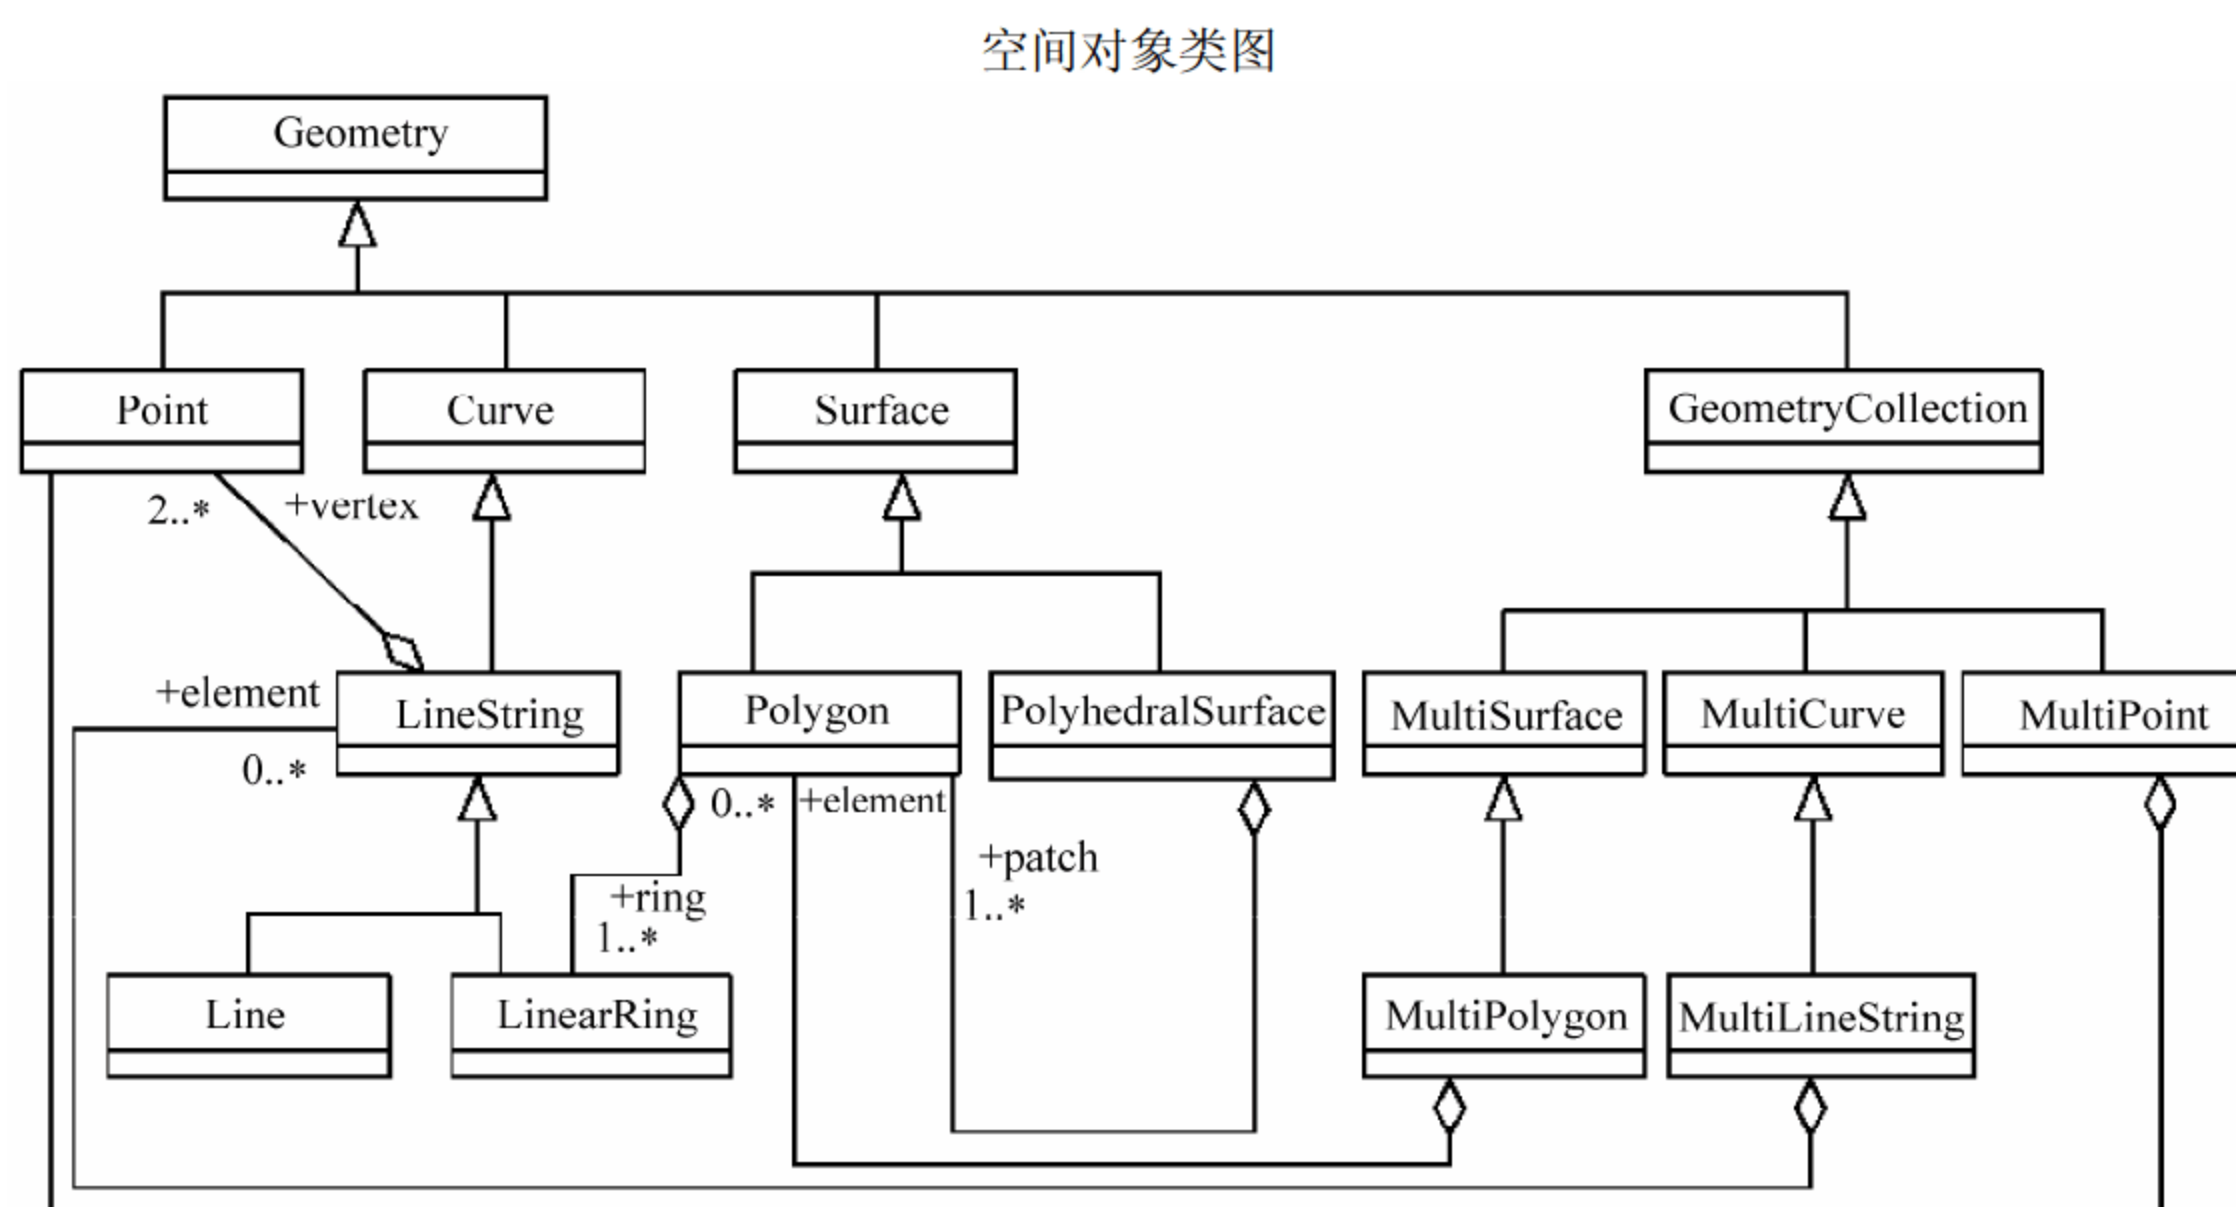 空间对象类图
Geometry
Point
Curve
Surface
GeometryCollection
2..*
+vertex
+element
0..*
LineString
Polygon
PolyhedralSurface
MultiSurface
MultiCurve
MultiPoint
0..*
+element
+patch
1..*
+ring
1..*
Line
LinearRing
MultiPolygon
MultiLineString